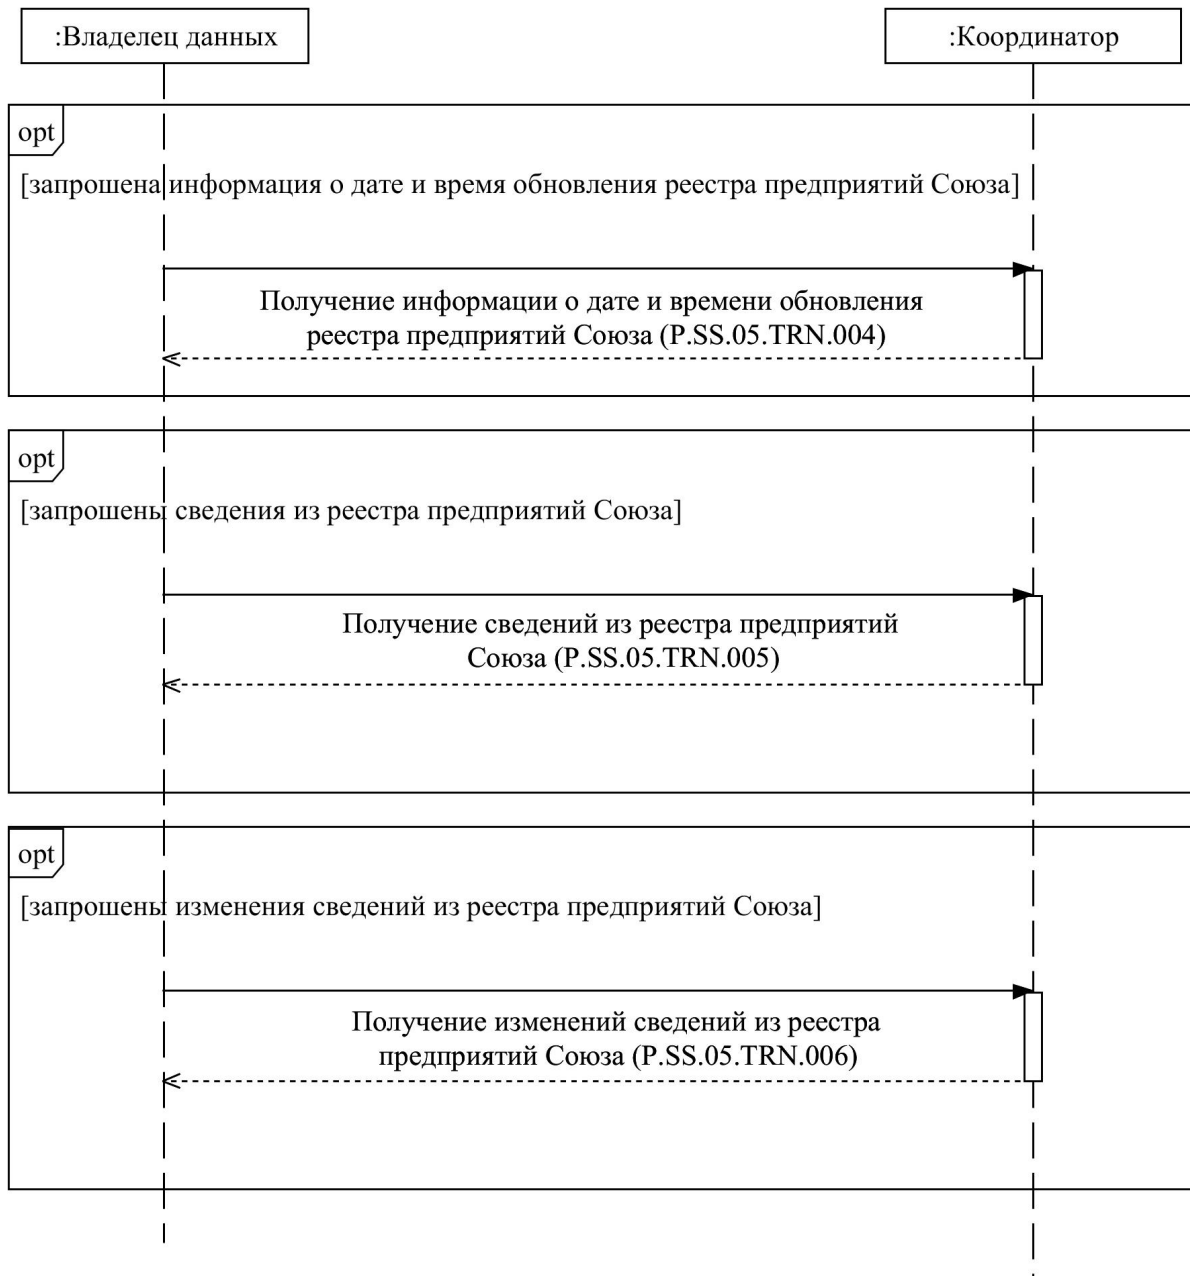 :Владелец данных
:Координатор
opt
[запрошена информация о дате и время обновления реестра предприятий Союза]
Получение информации о дате и времени обновления
реестра предприятий Союза (P.SS.05.TRN.004)
opt
[запрошены сведения из реестра предприятий Союза]
Получение сведений из реестра предприятий
Союза (P.SS.05.TRN.005)
opt
[запрошены изменения сведений из реестра предприятий Союза]
Получение изменений сведений из реестра
предприятий Союза (P.SS.05.TRN.006)